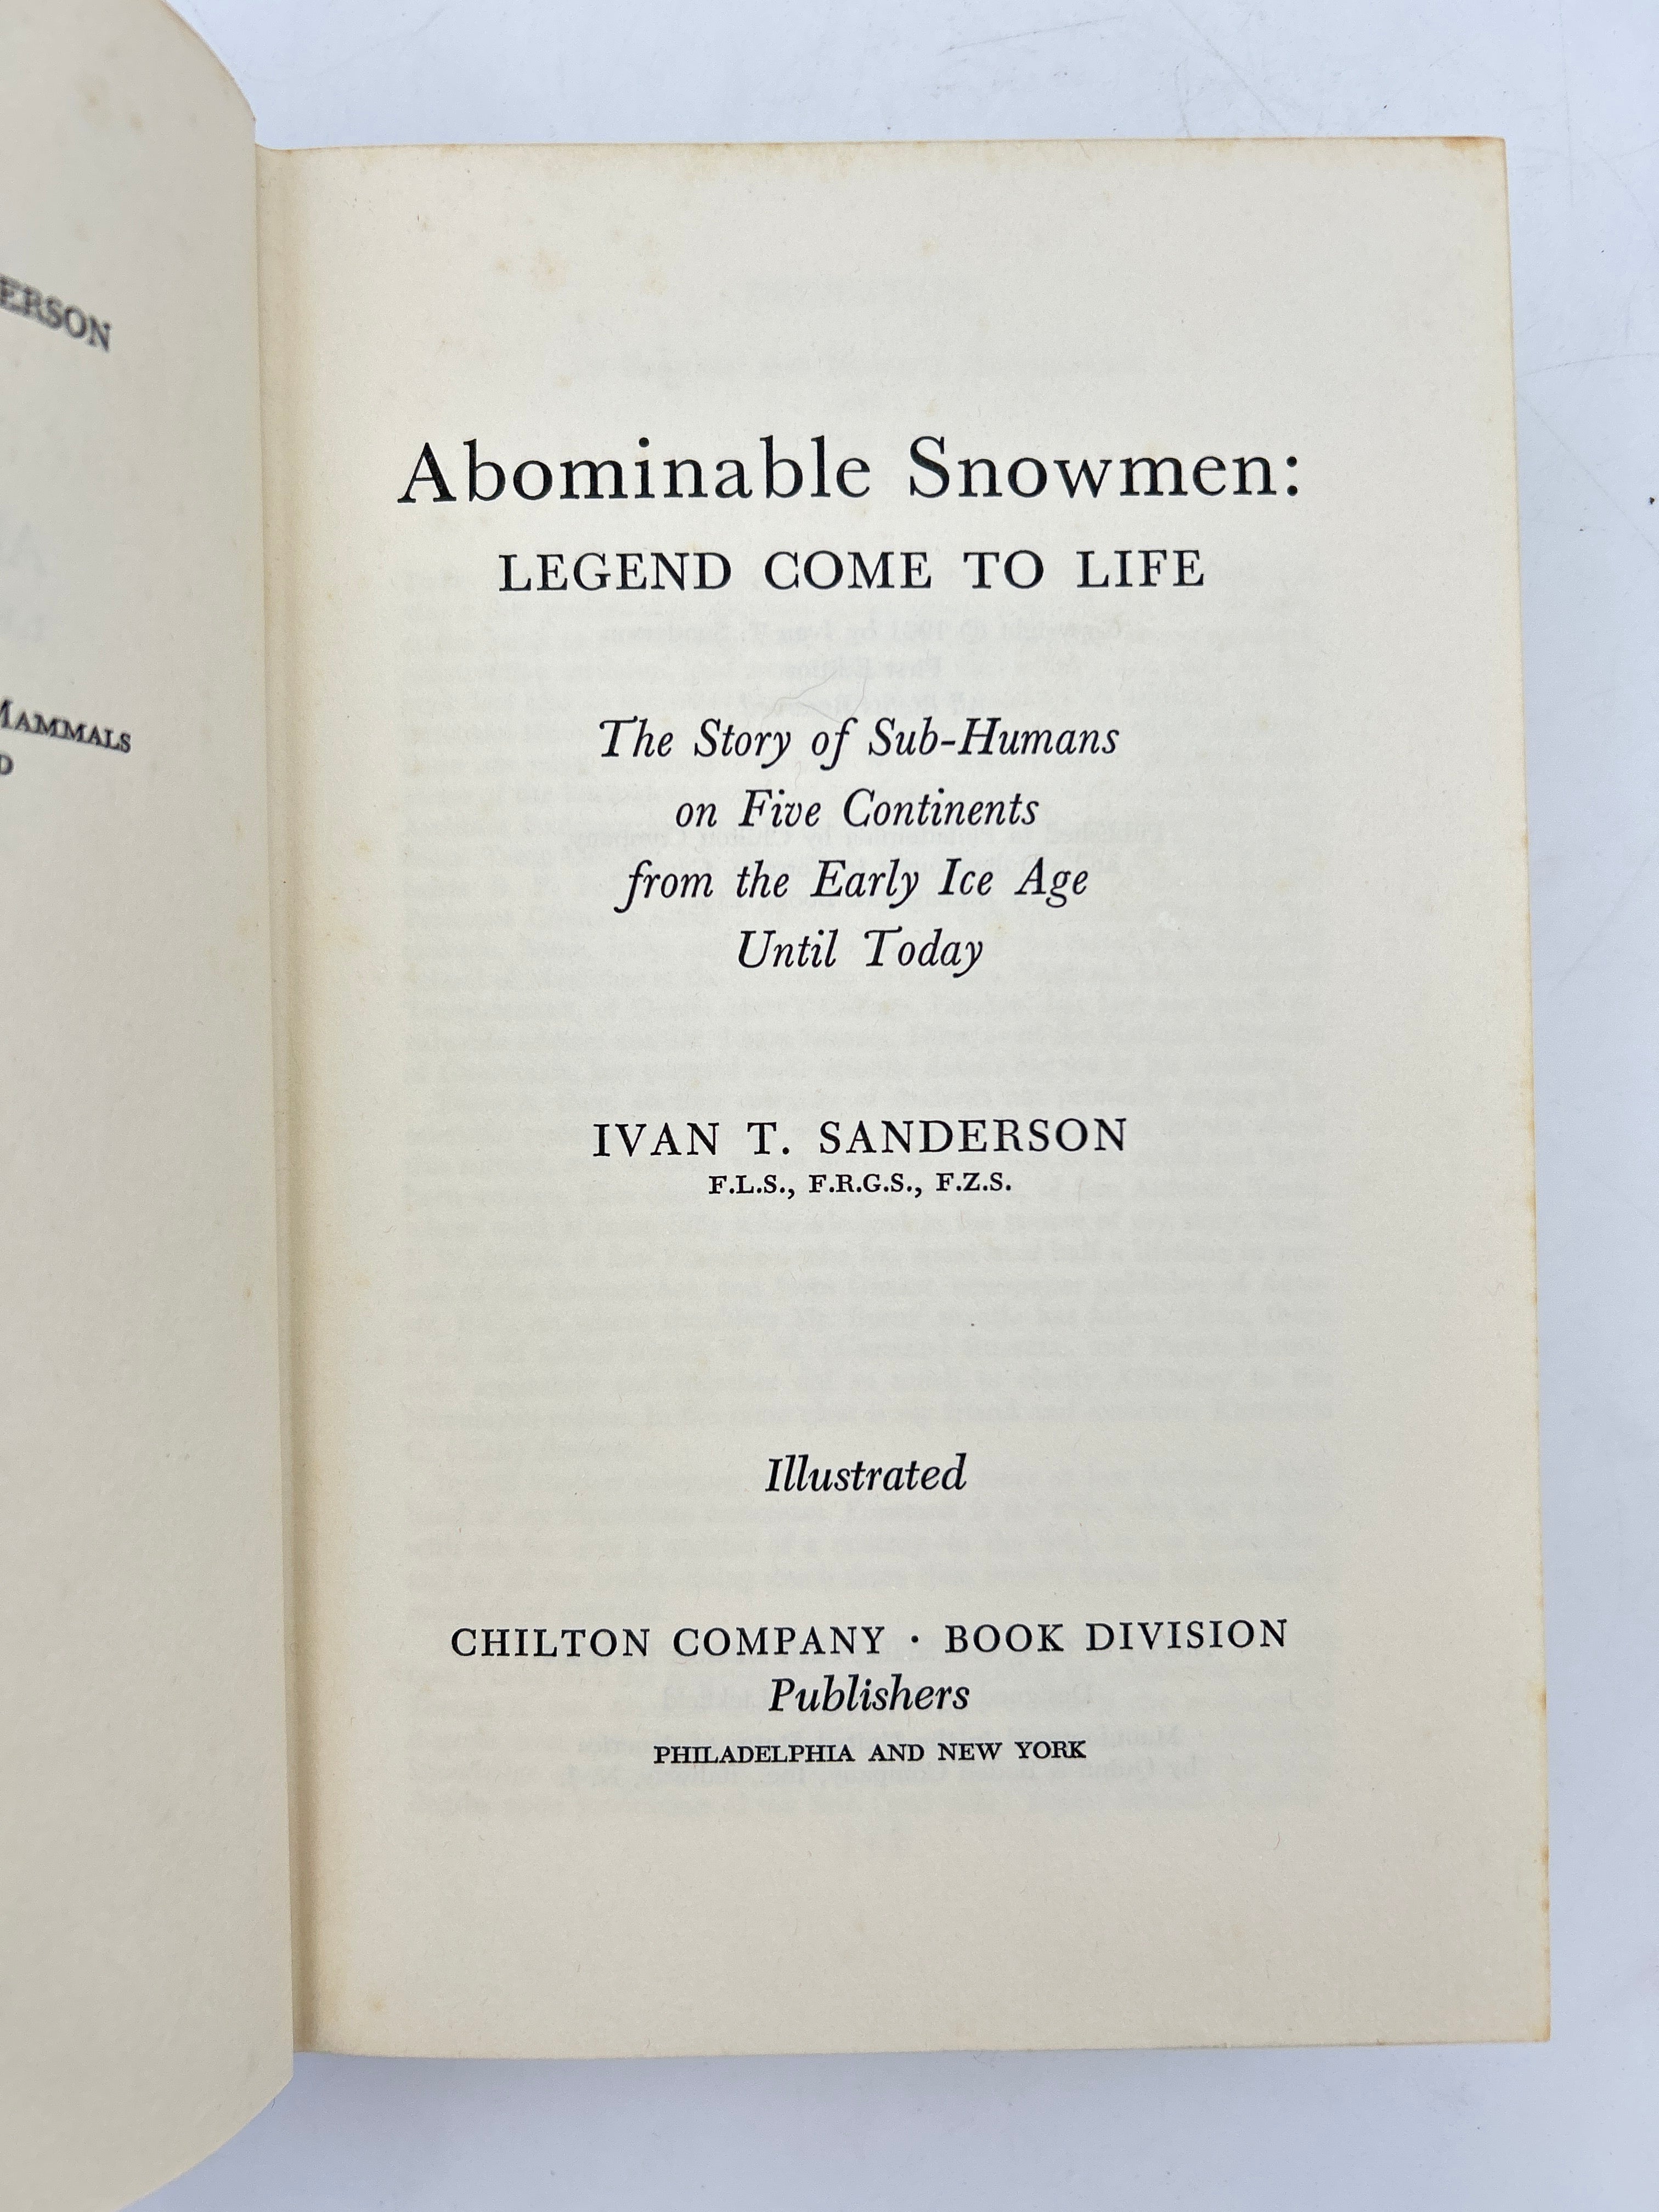 ERSON
MAMMALS
Abominable Snowmen:
LEGEND COME TO LIFE
The Story of Sub-Humans
on Five Continents
from the Early Ice Age
Until Today
IVAN T. SANDERSON
F.L.S., F.R.G.S., F.Z.S.
Illustrated
CHILTON COMPANY · BOOK DIVISION
Publishers
PHILADELPHIA AND NEW YORK